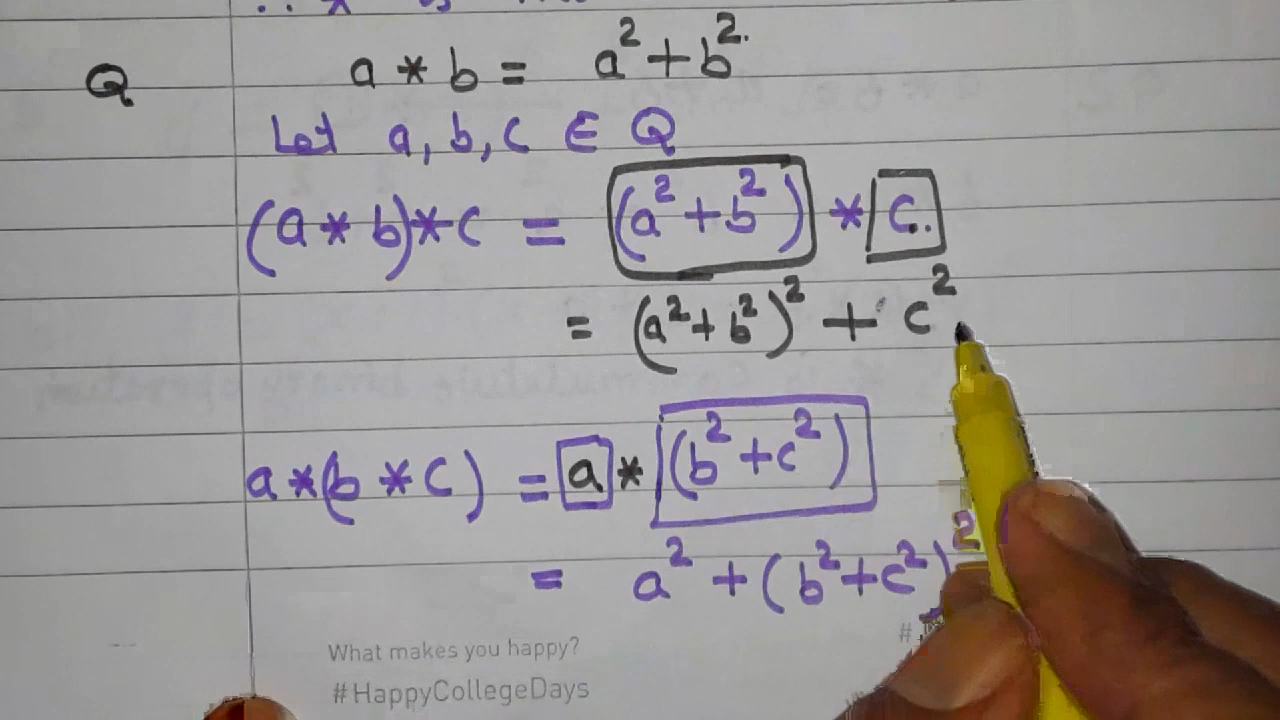 Q a * b = a² + b².
Let a, b, c ∈ Q
(a * b) * c = (a² + b²) * c.
= (a² + b²)² + c²
a * (b * c) = a * (b² + c²)
= a² + (b² + c²)²
What makes you happy?
#
#HappyCollegeDays